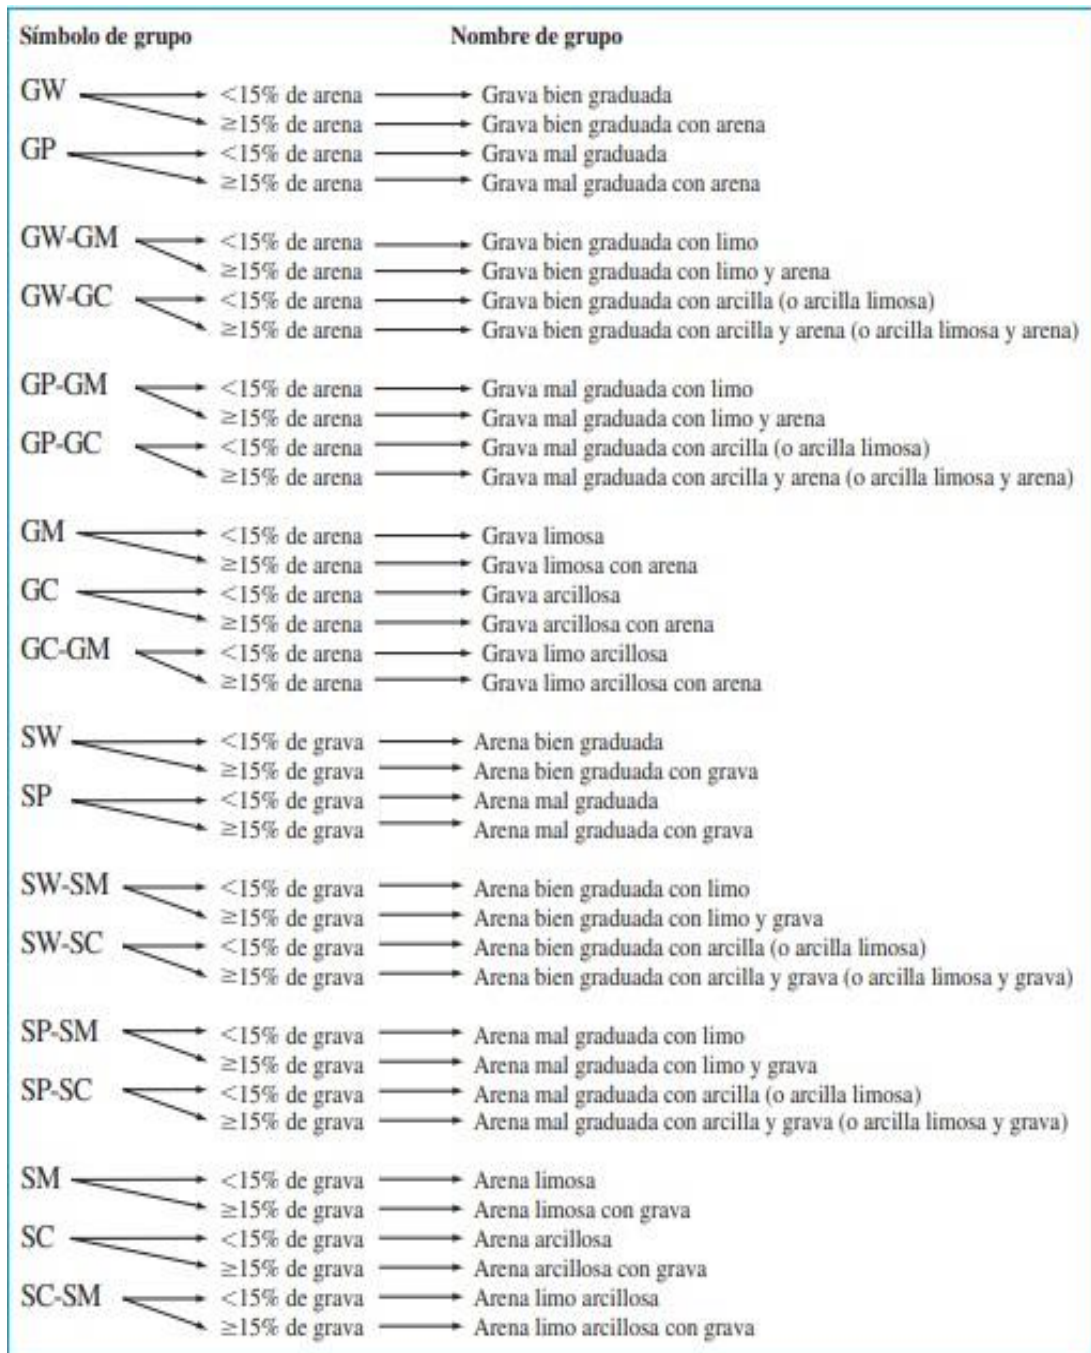 Símbolo de grupo Nombre de grupo
GW <15% de arena Grava bien graduada
≥15% de arena Grava bien graduada con arena
GP <15% de arena Grava mal graduada
≥15% de arena Grava mal graduada con arena
GW-GM <15% de arena Grava bien graduada con limo
≥15% de arena Grava bien graduada con limo y arena
GW-GC <15% de arena Grava bien graduada con arcilla (o arcilla limosa)
≥15% de arena Grava bien graduada con arcilla y arena (o arcilla limosa y arena)
GP-GM <15% de arena Grava mal graduada con limo
≥15% de arena Grava mal graduada con limo y arena
GP-GC <15% de arena Grava mal graduada con arcilla (o arcilla limosa)
≥15% de arena Grava mal graduada con arcilla y arena (o arcilla limosa y arena)
GM <15% de arena Grava limosa
≥15% de arena Grava limosa con arena
GC <15% de arena Grava arcillosa
≥15% de arena Grava arcillosa con arena
GC-GM <15% de arena Grava limo arcillosa
≥15% de arena Grava limo arcillosa con arena
SW <15% de grava Arena bien graduada
≥15% de grava Arena bien graduada con grava
SP <15% de grava Arena mal graduada
≥15% de grava Arena mal graduada con grava
SW-SM <15% de grava Arena bien graduada con limo
≥15% de grava Arena bien graduada con limo y grava
SW-SC <15% de grava Arena bien graduada con arcilla (o arcilla limosa)
≥15% de grava Arena bien graduada con arcilla y grava (o arcilla limosa y grava)
SP-SM <15% de grava Arena mal graduada con limo
≥15% de grava Arena mal graduada con limo y grava
SP-SC <15% de grava Arena mal graduada con arcilla (o arcilla limosa)
≥15% de grava Arena mal graduada con arcilla y grava (o arcilla limosa y grava)
SM <15% de grava Arena limosa
≥15% de grava Arena limosa con grava
SC <15% de grava Arena arcillosa
≥15% de grava Arena arcillosa con grava
SC-SM <15% de grava Arena limo arcillosa
≥15% de grava Arena limo arcillosa con grava